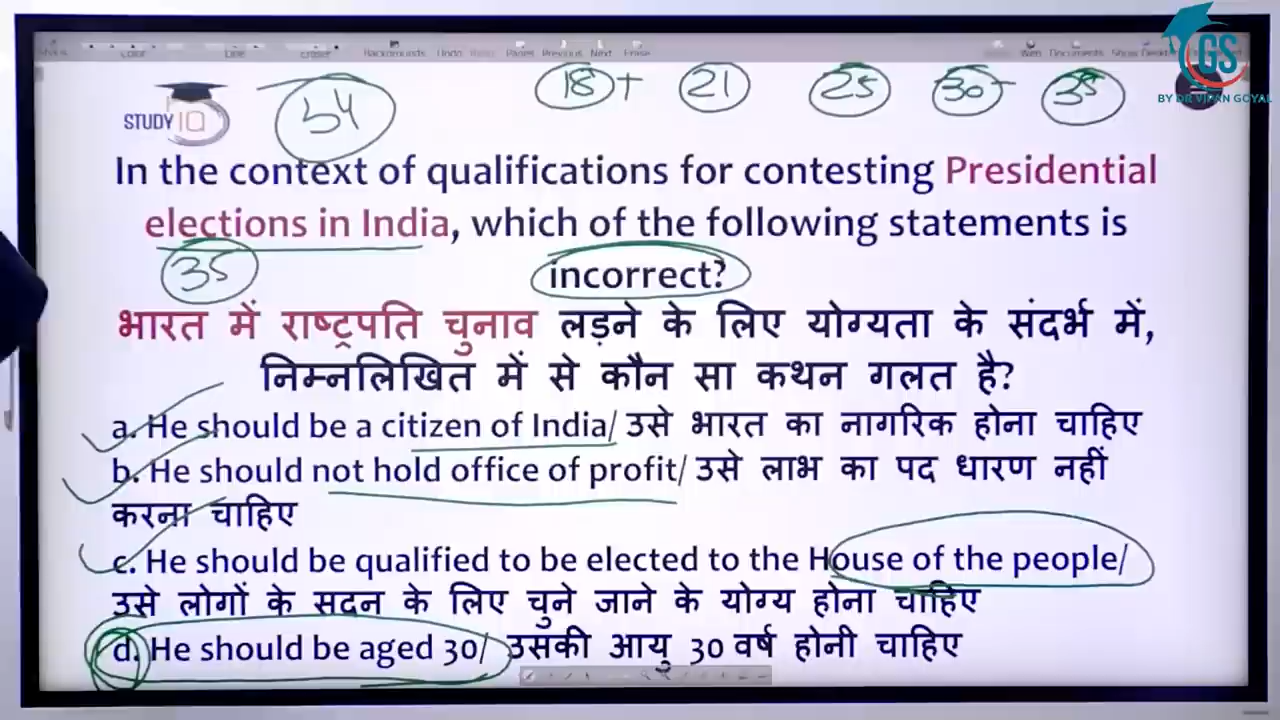 GS
BY DR VIPAN GOYAL
STUDY IQ
54
18+ 21 25 30+ 35
In the context of qualifications for contesting Presidential
elections in India, which of the following statements is
35
incorrect?
भारत में राष्ट्रपति चुनाव लड़ने के लिए योग्यता के संदर्भ में,
निम्नलिखित में से कौन सा कथन गलत है?
a. He should be a citizen of India/ उसे भारत का नागरिक होना चाहिए
b. He should not hold office of profit/ उसे लाभ का पद धारण नहीं
करना चाहिए
c. He should be qualified to be elected to the House of the people/
उसे लोगों के सदन के लिए चुने जाने के योग्य होना चाहिए
d. He should be aged 30/ उसकी आयु 30 वर्ष होनी चाहिए